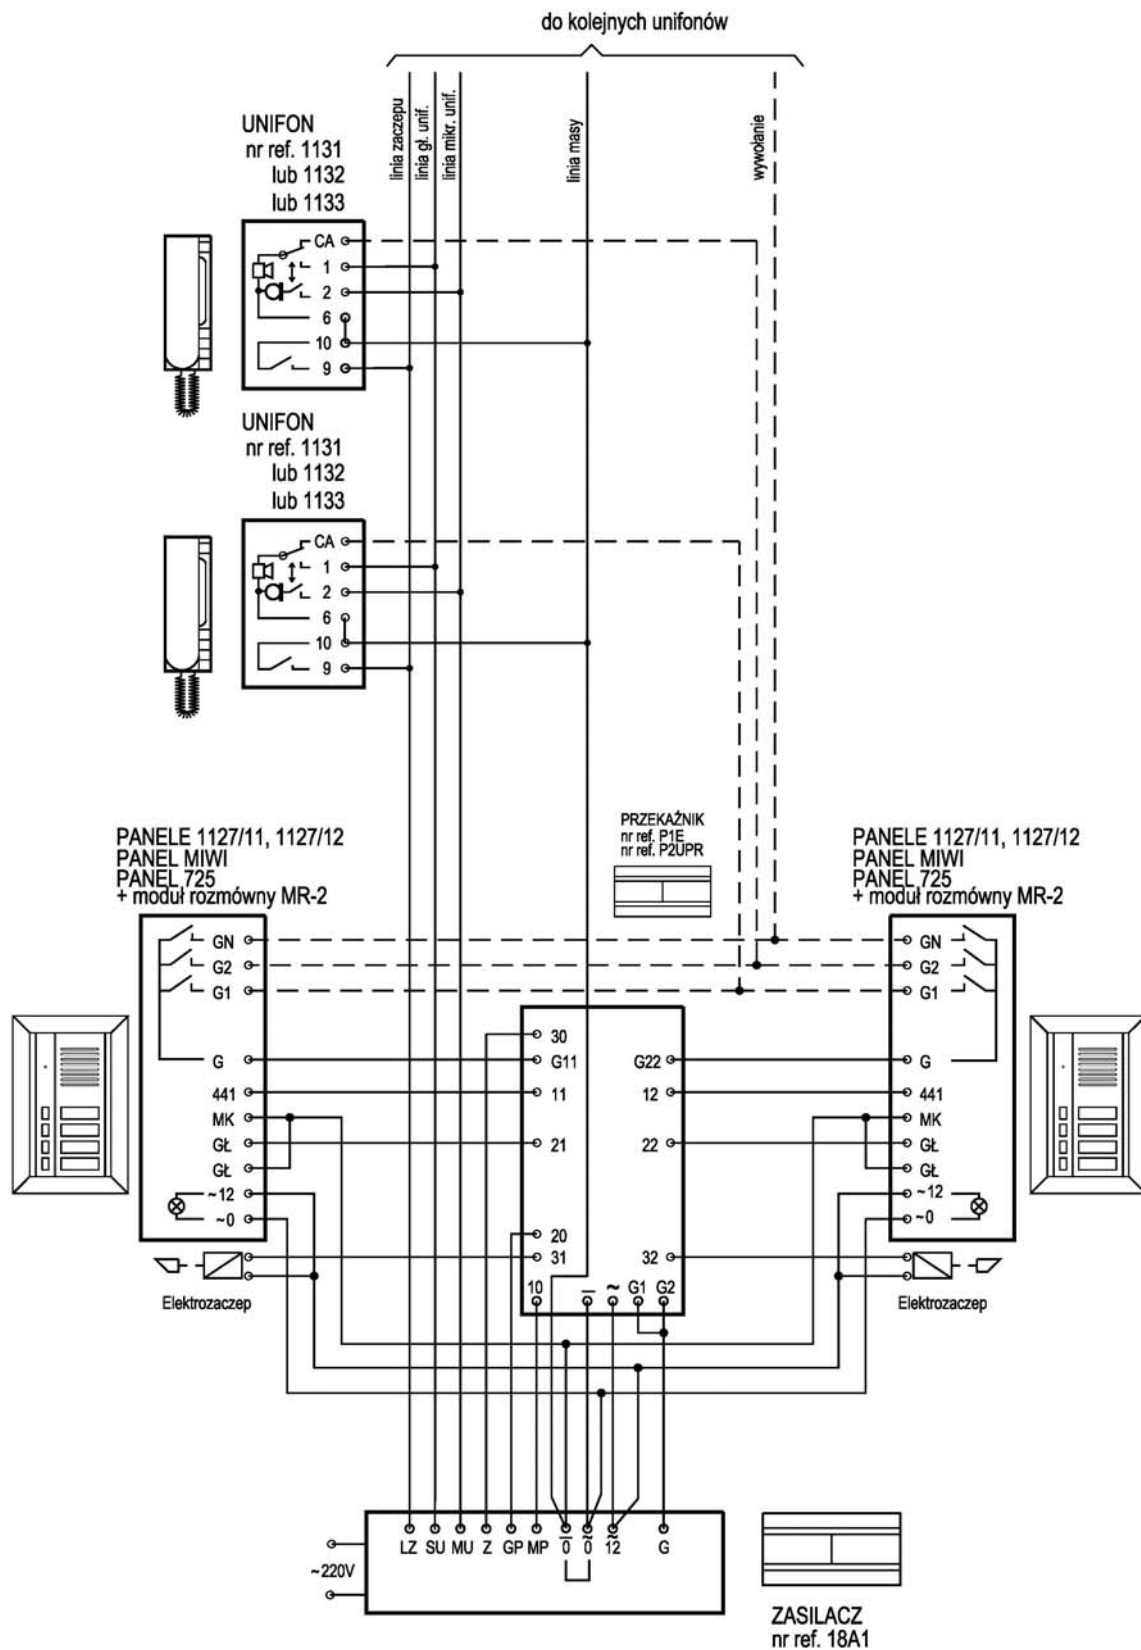 do kolejnych unifonów
linia zaczepu
linia gł. unif.
linia mikr. unif.
linia masy
wywołanie
UNIFON
nr ref. 1131
lub 1132
lub 1133
CA
1
2
6
10
9
UNIFON
nr ref. 1131
lub 1132
lub 1133
CA
1
2
6
10
9
PRZEKAŹNIK
nr ref. P1E
nr ref. P2UPR
PANELE 1127/11, 1127/12
PANEL MIWI
PANEL 725
+ moduł rozmówny MR-2
PANELE 1127/11, 1127/12
PANEL MIWI
PANEL 725
+ moduł rozmówny MR-2
GN
G2
G1
G
441
MK
GŁ
GŁ
~12
~0
Elektrozaczep
30
G11
11
21
20
31
10
G22
12
22
32
–
~
G1
G2
GN
G2
G1
G
441
MK
GŁ
GŁ
~12
~0
Elektrozaczep
~220V
LZ SU MU Z GP MP 0̅ 0̃ 1̃2 G
ZASILACZ
nr ref. 18A1